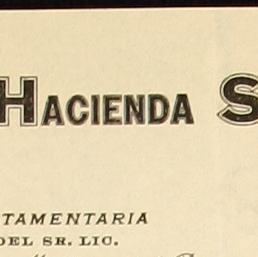 HACIENDA S
TAMENTARIA
DEL SR. LIC.